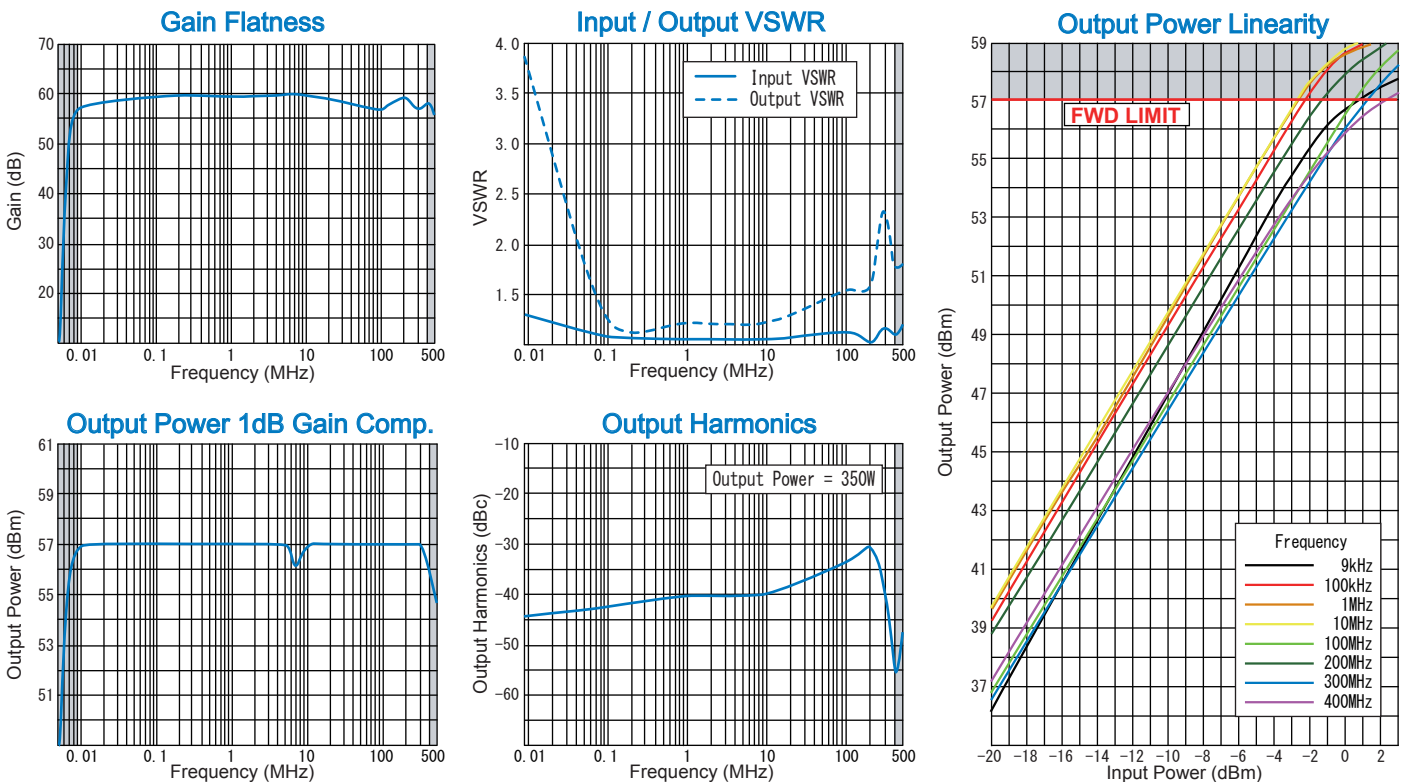 Gain Flatness
Gain (dB)
70
60
50
40
30
20
0.01 0.1 1 10 100 500
Frequency (MHz)
Input / Output VSWR
VSWR
4.0
3.5
3.0
2.5
2.0
1.5
Input VSWR
Output VSWR
0.01 0.1 1 10 100 500
Frequency (MHz)
Output Power 1dB Gain Comp.
Output Power (dBm)
61
59
57
55
53
51
0.01 0.1 1 10 100 500
Frequency (MHz)
Output Harmonics
Output Harmonics (dBc)
-10
-20
-30
-40
-50
-60
Output Power = 350W
0.01 0.1 1 10 100 500
Frequency (MHz)
Output Power Linearity
Output Power (dBm)
59
57
55
53
51
49
47
45
43
41
39
37
FWD LIMIT
Frequency
9kHz
100kHz
1MHz
10MHz
100MHz
200MHz
300MHz
400MHz
-20 -18 -16 -14 -12 -10 -8 -6 -4 -2 0 2
Input Power (dBm)